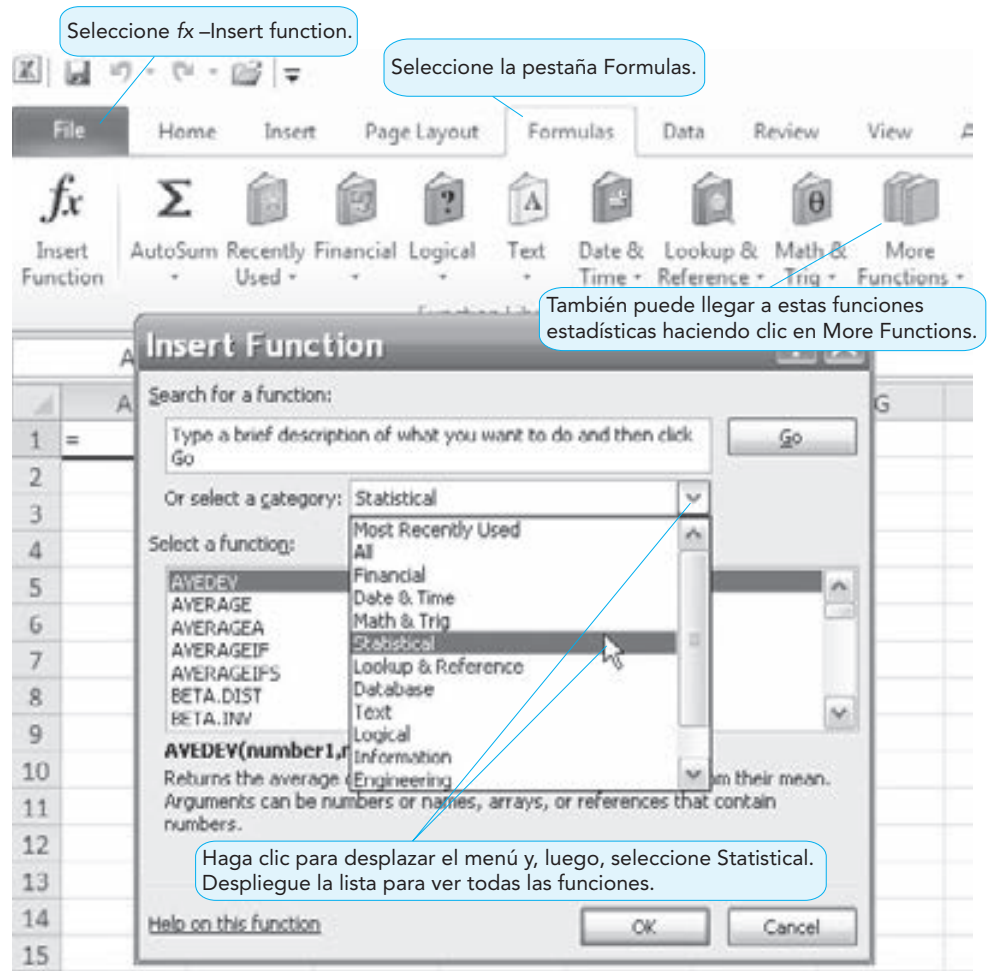 Seleccione fx –Insert function.
Seleccione la pestaña Formulas.
File Home Insert Page Layout Formulas Data Review View
fx Σ ? A θ
Insert Function
AutoSum
Recently Used
Financial
Logical
Text
Date & Time
Lookup & Reference
Math & Trig
More Functions
También puede llegar a estas funciones
estadísticas haciendo clic en More Functions.
Insert Function
A G
Search for a function:
Type a brief description of what you want to do and then click
Go
Go
Or select a category: Statistical
Most Recently Used
All
Financial
Date & Time
Math & Trig
Statistical
Lookup & Reference
Database
Text
Logical
Information
Engineering
Select a function:
AVEDEV
AVERAGE
AVERAGEA
AVERAGEIF
AVERAGEIFS
BETA.DIST
BETA.INV
AVEDEV(number1,
Returns the average
their mean.
Arguments can be numbers or names, arrays, or references that contain
numbers.
Haga clic para desplazar el menú y, luego, seleccione Statistical.
Despliegue la lista para ver todas las funciones.
Help on this function
OK
Cancel
1 =
2
3
4
5
6
7
8
9
10
11
12
13
14
15